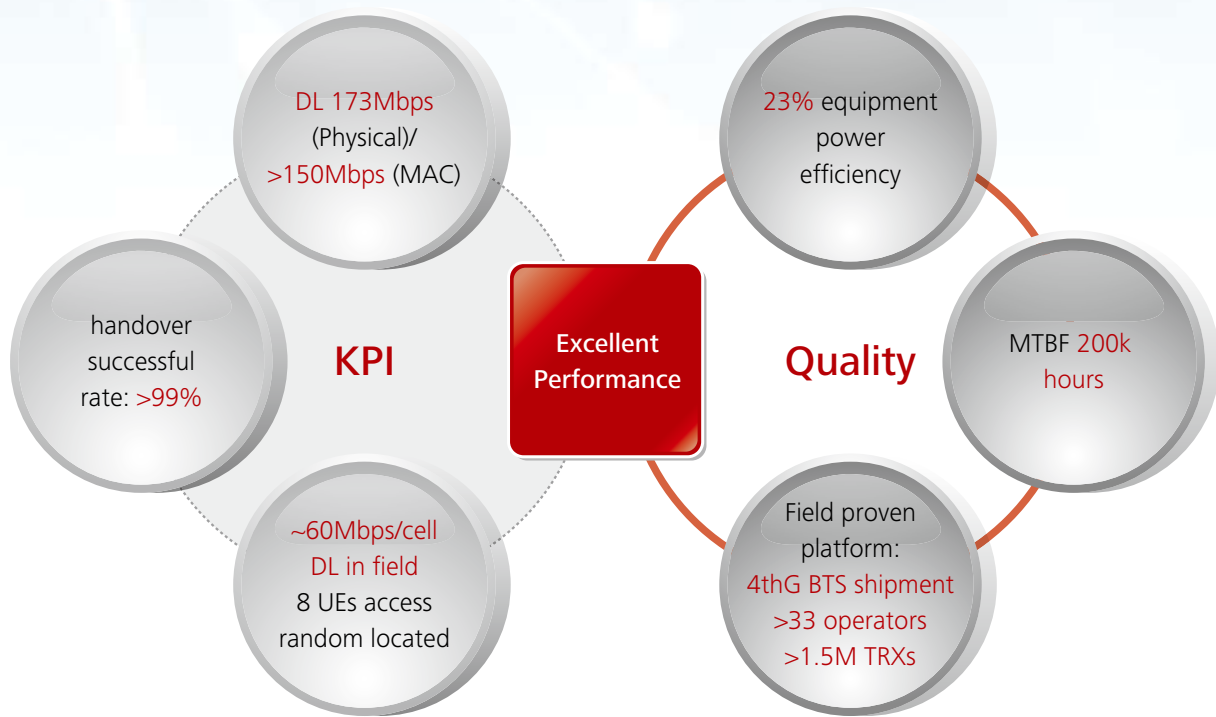 DL 173Mbps
(Physical)/
>150Mbps (MAC)
handover
successful
rate: >99%
KPI
~60Mbps/cell
DL in field
8 UEs access
random located
Excellent
Performance
23% equipment
power
efficiency
Quality
MTBF 200k
hours
Field proven
platform:
4thG BTS shipment
>33 operators
>1.5M TRXs